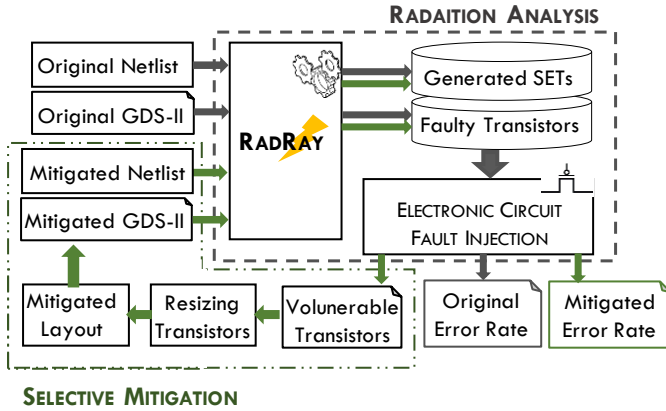 RADAITION ANALYSIS
Original Netlist
Original GDS-II
Mitigated Netlist
Mitigated GDS-II
RADRAY
Generated SETs
Faulty Transistors
ELECTRONIC CIRCUIT
FAULT INJECTION
Mitigated
Layout
Resizing
Transistors
Volunerable
Transistors
Original
Error Rate
Mitigated
Error Rate
SELECTIVE MITIGATION